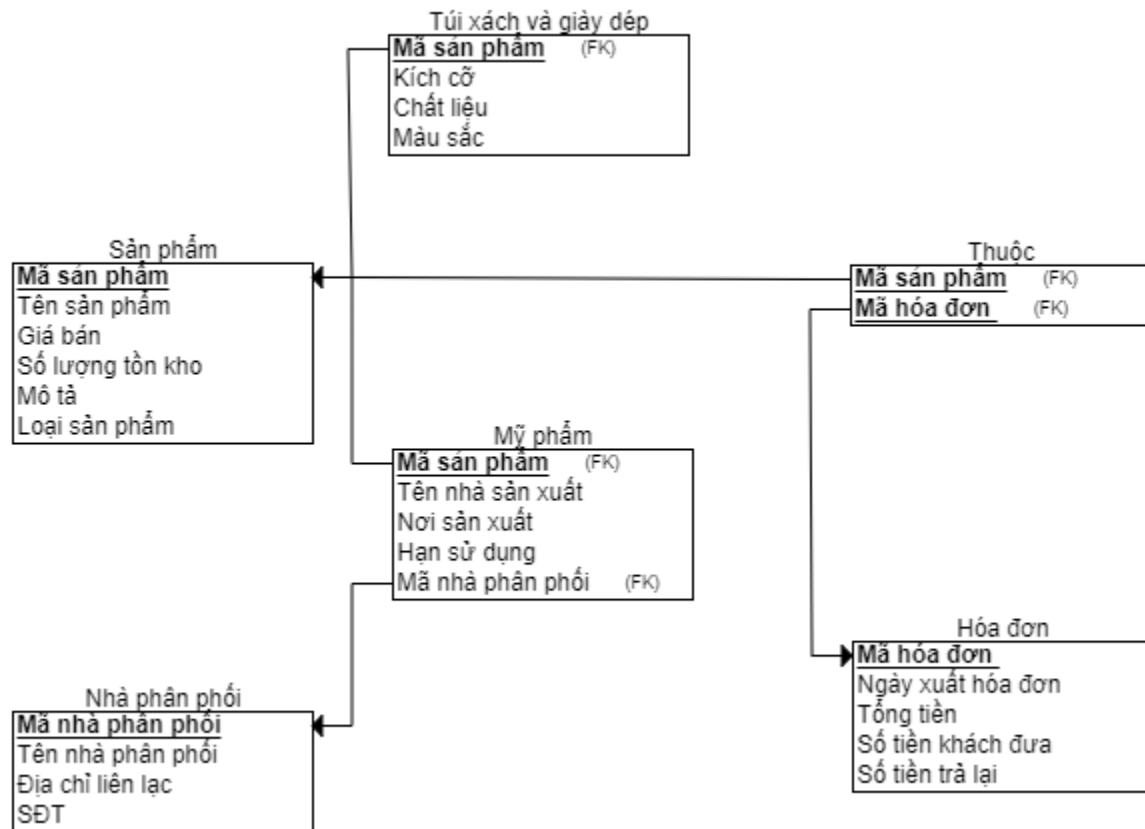 Túi xách và giày dép
Mã sản phẩm (FK)
Kích cỡ
Chất liệu
Màu sắc
Sản phẩm
Mã sản phẩm
Tên sản phẩm
Giá bán
Số lượng tồn kho
Mô tả
Loại sản phẩm
Thuộc
Mã sản phẩm (FK)
Mã hóa đơn (FK)
Mỹ phẩm
Mã sản phẩm (FK)
Tên nhà sản xuất
Nơi sản xuất
Hạn sử dụng
Mã nhà phân phối (FK)
Nhà phân phối
Mã nhà phân phối
Tên nhà phân phối
Địa chỉ liên lạc
SĐT
Hóa đơn
Mã hóa đơn
Ngày xuất hóa đơn
Tổng tiền
Số tiền khách đưa
Số tiền trả lại